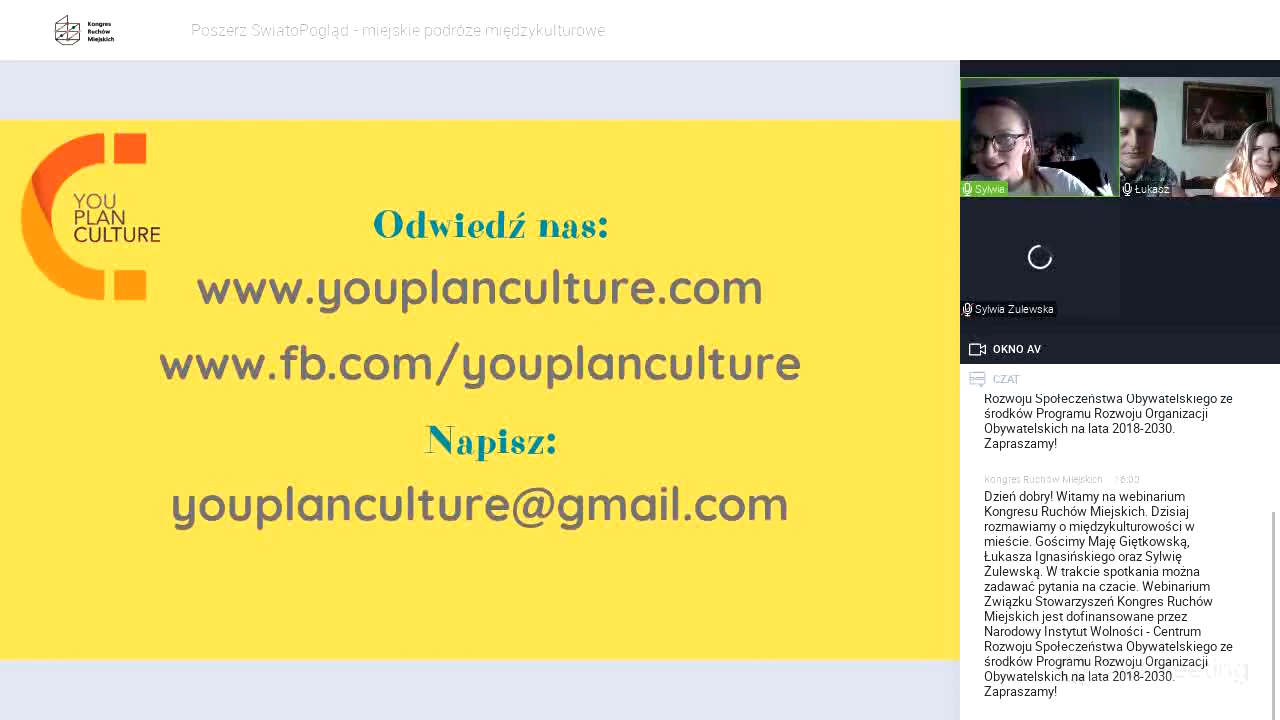 Kongres
Ruchów
Miejskich
Poszerz SwiatoPogląd - miejskie podróże międzykulturowe
YOU
PLAN
CULTURE
Odwiedź nas:
www.youplanculture.com
www.fb.com/youplanculture
Napisz:
youplanculture@gmail.com
Sylwia
Łukasz
Sylwia Zulewska
OKNO AV
CZAT
Rozwoju Społeczeństwa Obywatelskiego ze
środków Programu Rozwoju Organizacji
Obywatelskich na lata 2018-2030.
Zapraszamy!
Kongres Ruchów Miejskich 16:00
Dzień dobry! Witamy na webinarium
Kongresu Ruchów Miejskich. Dzisiaj
rozmawiamy o międzykulturowości w
mieście. Gościmy Maję Giętkowską,
Łukasza Ignasińskiego oraz Sylwię
Żulewską. W trakcie spotkania można
zadawać pytania na czacie. Webinarium
Związku Stowarzyszeń Kongres Ruchów
Miejskich jest dofinansowane przez
Narodowy Instytut Wolności - Centrum
Rozwoju Społeczeństwa Obywatelskiego ze
środków Programu Rozwoju Organizacji
Obywatelskich na lata 2018-2030.
Zapraszamy!